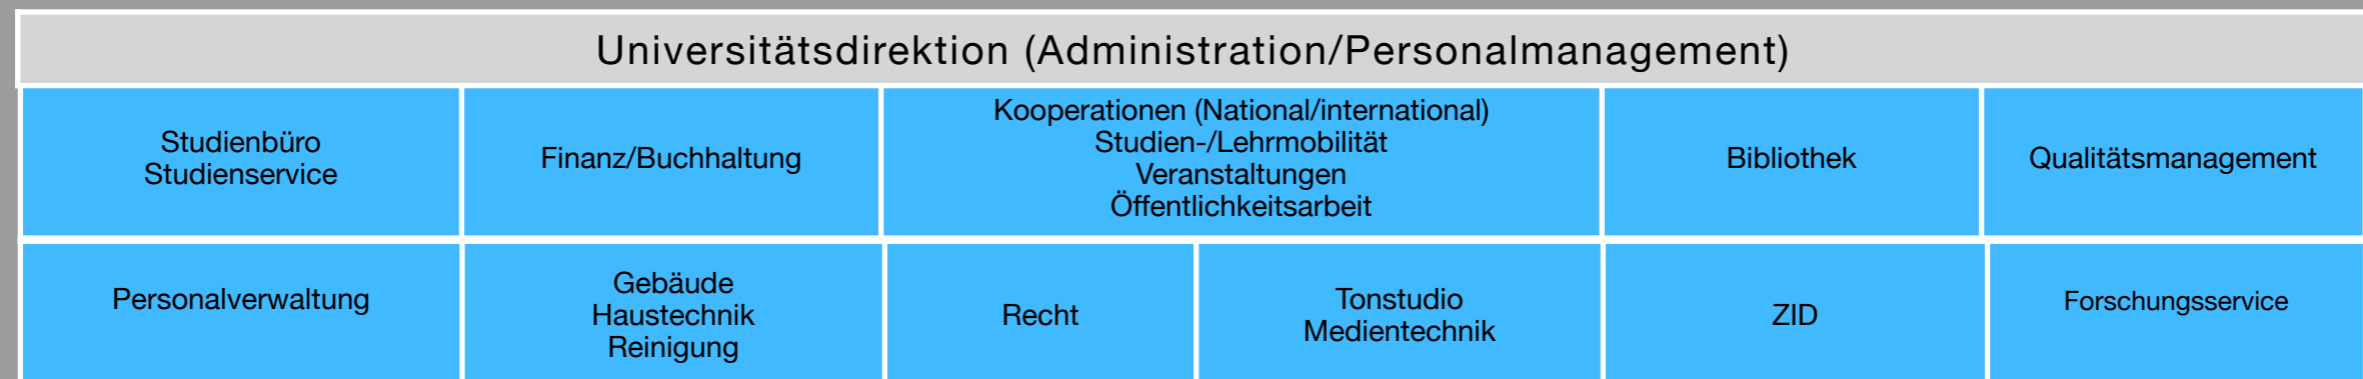 Universitätsdirektion (Administration/Personalmanagement)
Studienbüro
Studienservice
Finanz/Buchhaltung
Kooperationen (National/international)
Studien-/Lehrmobilität
Veranstaltungen
Öffentlichkeitsarbeit
Bibliothek
Qualitätsmanagement
Personalverwaltung
Gebäude
Haustechnik
Reinigung
Recht
Tonstudio
Medientechnik
ZID
Forschungsservice